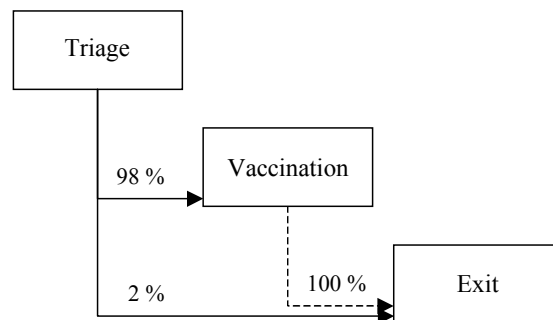 Triage
98 %
Vaccination
2 %
100 %
Exit